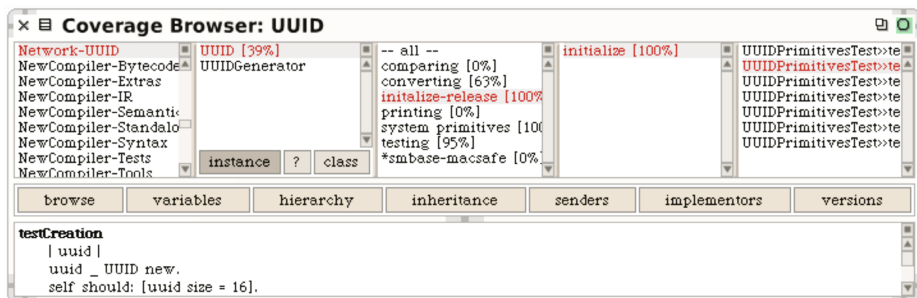 Coverage Browser: UUID
Network-UUID
NewCompiler-Bytecode
NewCompiler-Extras
NewCompiler-IR
NewCompiler-Semantic
NewCompiler-Standalo
NewCompiler-Syntax
NewCompiler-Tests
NewCompiler-Tools
UUID [39%]
UUIDGenerator
instance ? class
-- all --
comparing [0%]
converting [63%]
initalize-release [100%
printing [0%]
system primitives [100
testing [95%]
*smbase-macsafe [0%]
initialize [100%]
UUIDPrimitivesTest>>te
UUIDPrimitivesTest>>te
UUIDPrimitivesTest>>te
UUIDPrimitivesTest>>te
UUIDPrimitivesTest>>te
UUIDPrimitivesTest>>te
UUIDPrimitivesTest>>te
browse variables hierarchy inheritance senders implementors versions
testCreation
| uuid |
uuid _ UUID new.
self should: [uuid size = 16].